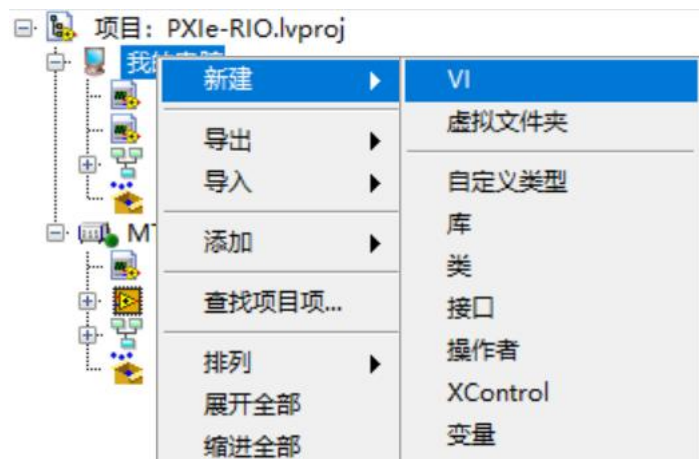 项目：PXIe-RIO.lvproj
我的电脑
新建
VI
虚拟文件夹
导出
导入
自定义类型
库
添加
类
查找项目项...
接口
操作者
排列
XControl
展开全部
变量
缩进全部